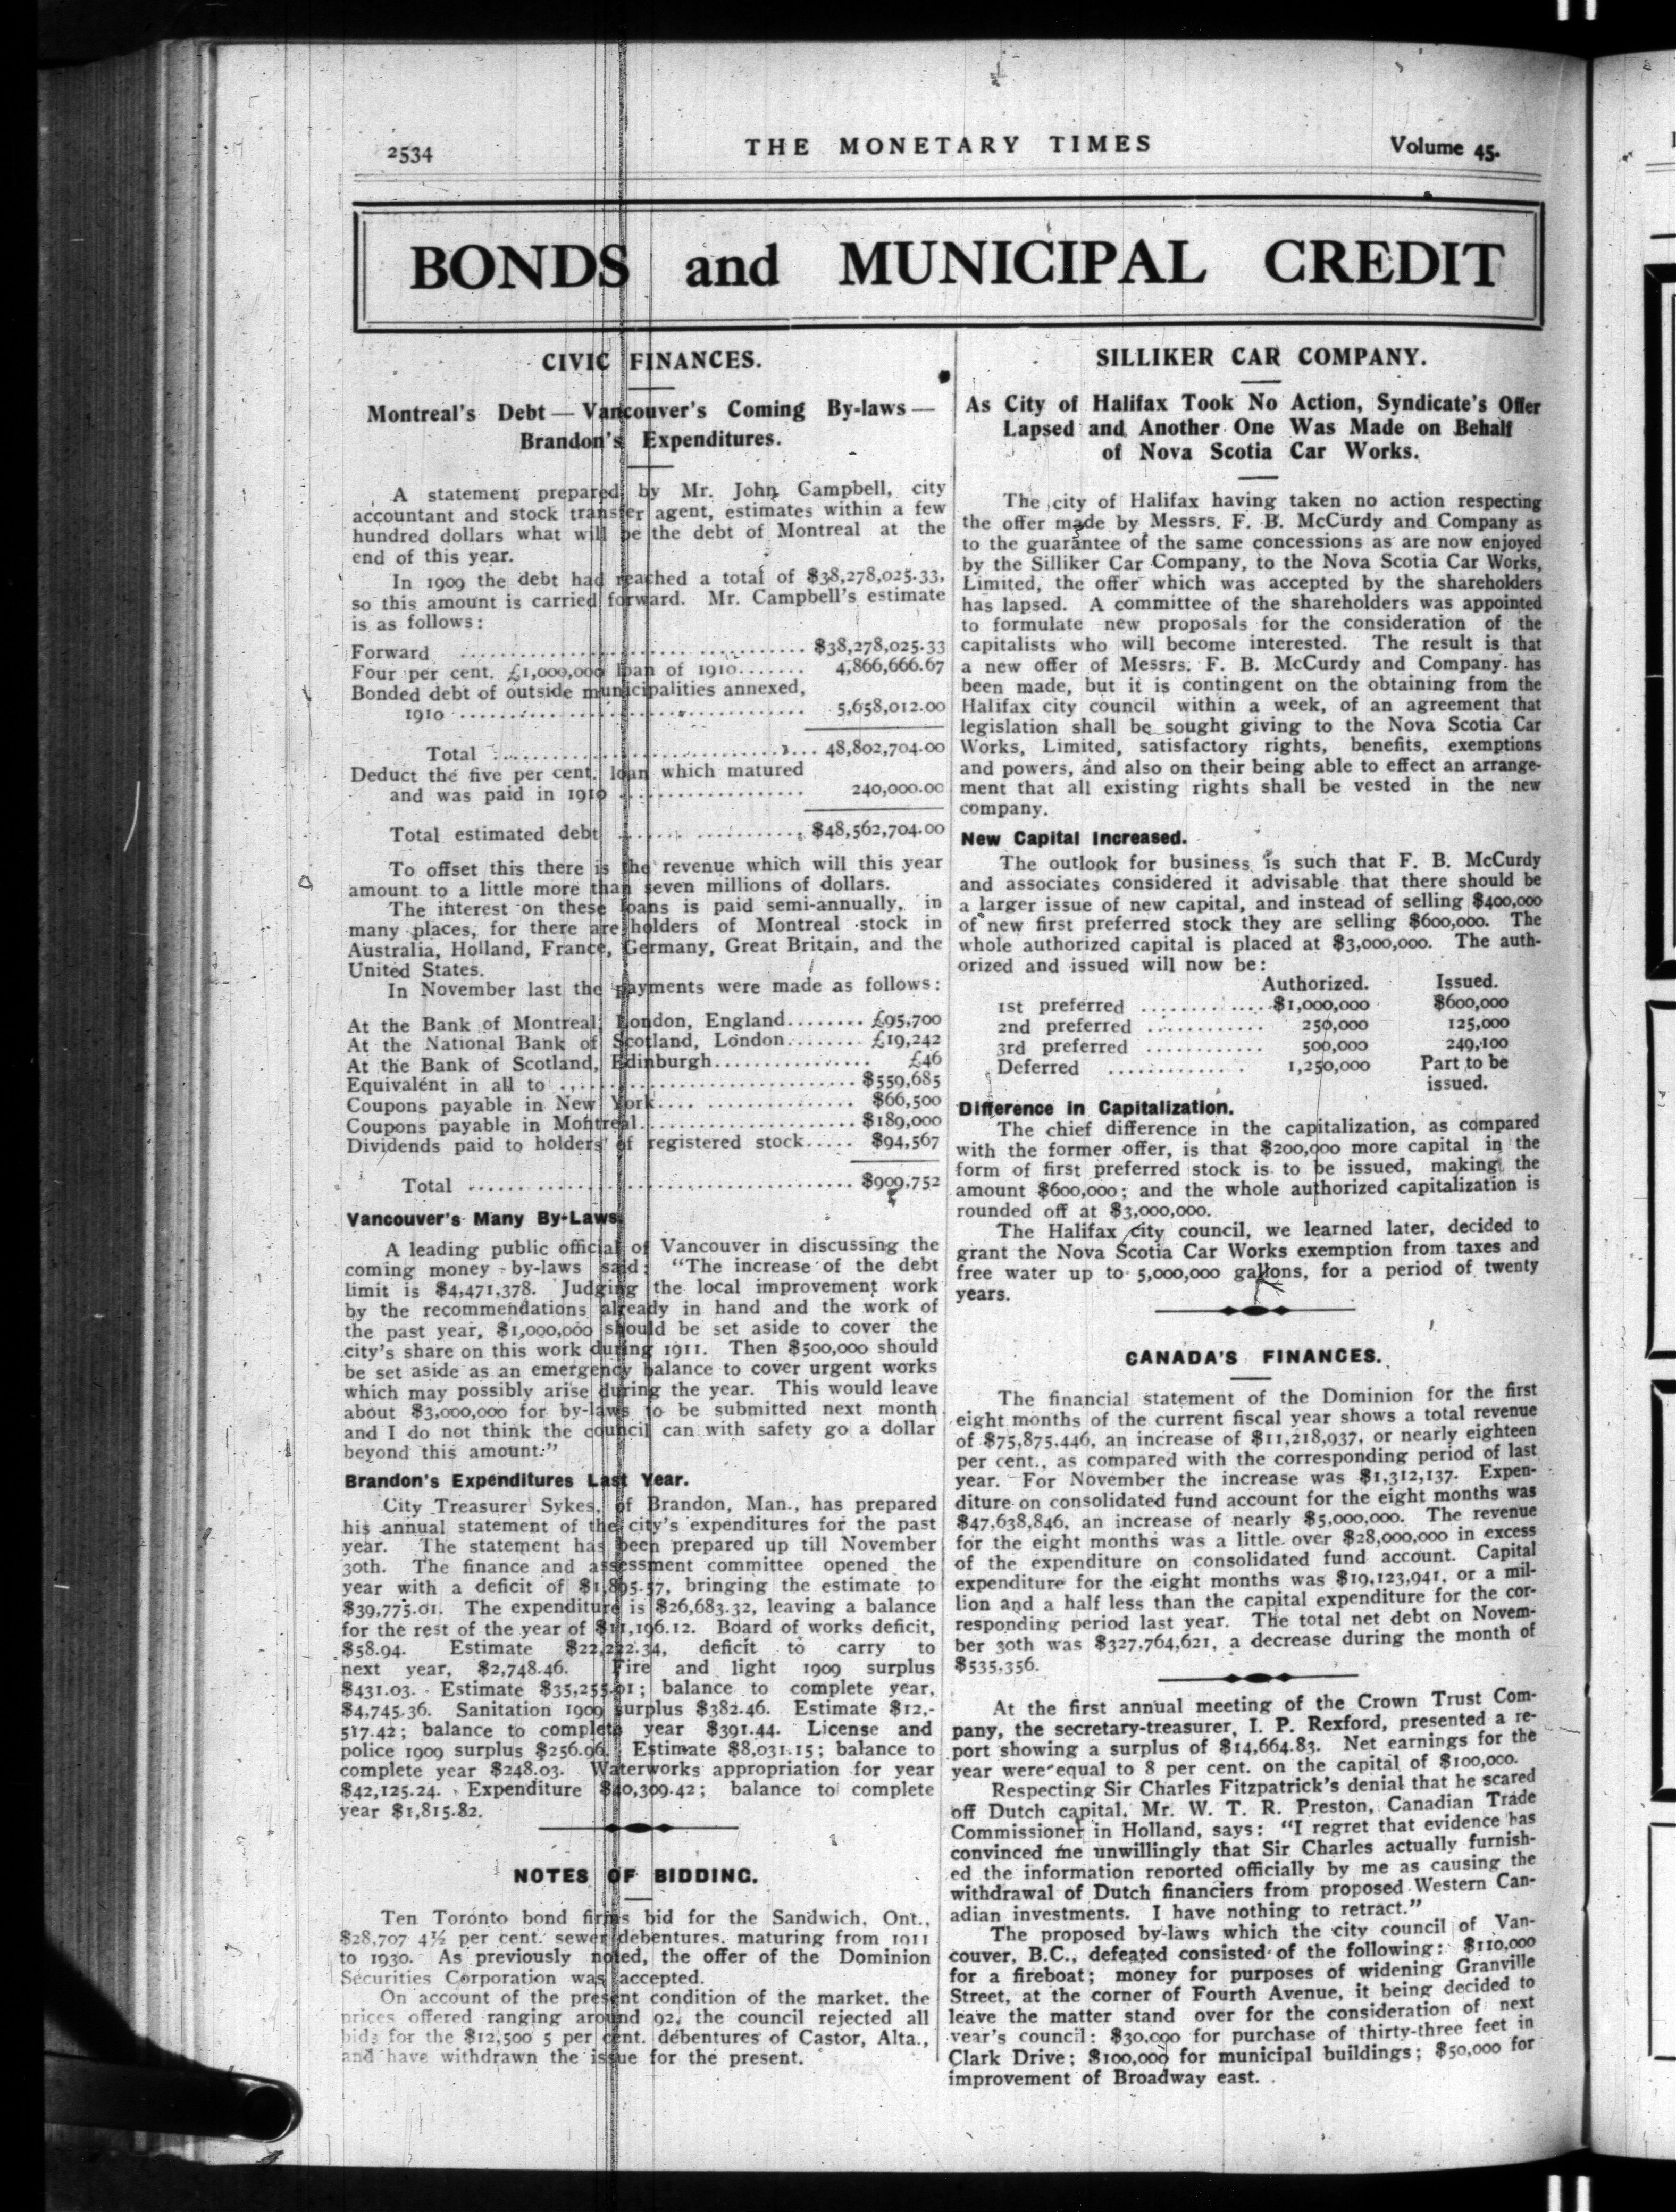 2534
THE MONETARY TIMES
Volume 45.
BONDS and MUNICIPAL CREDIT
CIVIC FINANCES.
Montreal's Debt — Vancouver's Coming By-laws —
Brandon's Expenditures.
A statement prepared by Mr. John Campbell, city
accountant and stock transfer agent, estimates within a few
hundred dollars what will be the debt of Montreal at the
end of this year.
In 1909 the debt had reached a total of $38,278,025.33,
so this amount is carried forward. Mr. Campbell's estimate
is as follows:
Forward .................... $38,278,025.33
Four per cent. £1,000,000 loan of 1910....... 4,866,666.67
Bonded debt of outside municipalities annexed,
1910 .................... 5,658,012.00
Total .................... 48,802,704.00
Deduct the five per cent. loan which matured
and was paid in 1910 .................... 240,000.00
Total estimated debt .................... $48,562,704.00
To offset this there is the revenue which will this year
amount to a little more than seven millions of dollars.
The interest on these loans is paid semi-annually, in
many places, for there are holders of Montreal stock in
Australia, Holland, France, Germany, Great Britain, and the
United States.
In November last the payments were made as follows:
At the Bank of Montreal, London, England........ £95,700
At the National Bank of Scotland, London........ £19,242
At the Bank of Scotland, Edinburgh............... £46
Equivalent in all to .................... $559,685
Coupons payable in New York.................... $66,500
Coupons payable in Montreal.................... $189,000
Dividends paid to holders of registered stock..... $94,567
Total .................... $909,752
Vancouver's Many By-Laws.
A leading public official of Vancouver in discussing the
coming money by-laws said: "The increase of the debt
limit is $4,471,378. Judging the local improvement work
by the recommendations already in hand and the work of
the past year, $1,000,000 should be set aside to cover the
city's share on this work during 1911. Then $500,000 should
be set aside as an emergency balance to cover urgent works
which may possibly arise during the year. This would leave
about $3,000,000 for by-laws to be submitted next month
and I do not think the council can with safety go a dollar
beyond this amount."
Brandon's Expenditures Last Year.
City Treasurer Sykes, of Brandon, Man., has prepared
his annual statement of the city's expenditures for the past
year. The statement has been prepared up till November
30th. The finance and assessment committee opened the
year with a deficit of $1,895.57, bringing the estimate to
$39,775.01. The expenditure is $26,683.32, leaving a balance
for the rest of the year of $11,196.12. Board of works deficit,
$58.94. Estimate $22,222.34, deficit to carry to
next year, $2,748.46. Fire and light 1909 surplus
$431.03. Estimate $35,255.01; balance to complete year,
$4,745.36. Sanitation 1909 surplus $382.46. Estimate $12,-
517.42; balance to complete year $391.44. License and
police 1909 surplus $256.96. Estimate $8,031.15; balance to
complete year $248.03. Waterworks appropriation for year
$42,125.24. Expenditure $40,309.42; balance to complete
year $1,815.82.
NOTES OF BIDDING.
Ten Toronto bond firms bid for the Sandwich, Ont.,
$28,707 4½ per cent. sewer debentures, maturing from 1911
to 1930. As previously noted, the offer of the Dominion
Securities Corporation was accepted.
On account of the present condition of the market, the
prices offered ranging around 92, the council rejected all
bids for the $12,500 5 per cent. debentures of Castor, Alta.,
and have withdrawn the issue for the present.
SILLIKER CAR COMPANY.
As City of Halifax Took No Action, Syndicate's Offer
Lapsed and Another One Was Made on Behalf
of Nova Scotia Car Works.
The city of Halifax having taken no action respecting
the offer made by Messrs. F. B. McCurdy and Company as
to the guarantee of the same concessions as are now enjoyed
by the Silliker Car Company, to the Nova Scotia Car Works,
Limited, the offer which was accepted by the shareholders
has lapsed. A committee of the shareholders was appointed
to formulate new proposals for the consideration of the
capitalists who will become interested. The result is that
a new offer of Messrs. F. B. McCurdy and Company has
been made, but it is contingent on the obtaining from the
Halifax city council within a week, of an agreement that
legislation shall be sought giving to the Nova Scotia Car
Works, Limited, satisfactory rights, benefits, exemptions
and powers, and also on their being able to effect an arrange-
ment that all existing rights shall be vested in the new
company.
New Capital Increased.
The outlook for business is such that F. B. McCurdy
and associates considered it advisable that there should be
a larger issue of new capital, and instead of selling $400,000
of new first preferred stock they are selling $600,000. The
whole authorized capital is placed at $3,000,000. The auth-
orized and issued will now be:
Authorized. Issued.
1st preferred .............. $1,000,000 $600,000
2nd preferred ............ 250,000 125,000
3rd preferred ............ 500,000 249,100
Deferred ............. 1,250,000 Part to be
issued.
Difference in Capitalization.
The chief difference in the capitalization, as compared
with the former offer, is that $200,000 more capital in the
form of first preferred stock is to be issued, making the
amount $600,000; and the whole authorized capitalization is
rounded off at $3,000,000.
The Halifax city council, we learned later, decided to
grant the Nova Scotia Car Works exemption from taxes and
free water up to 5,000,000 gallons, for a period of twenty
years.
CANADA'S FINANCES.
The financial statement of the Dominion for the first
eight months of the current fiscal year shows a total revenue
of $75,875,446, an increase of $11,218,937, or nearly eighteen
per cent., as compared with the corresponding period of last
year. For November the increase was $1,312,137. Expen-
diture on consolidated fund account for the eight months was
$47,638,846, an increase of nearly $5,000,000. The revenue
for the eight months was a little over $28,000,000 in excess
of the expenditure on consolidated fund account. Capital
expenditure for the eight months was $19,123,941, or a mil-
lion and a half less than the capital expenditure for the cor-
responding period last year. The total net debt on Novem-
ber 30th was $327,764,621, a decrease during the month of
$535,356.
At the first annual meeting of the Crown Trust Com-
pany, the secretary-treasurer, I. P. Rexford, presented a re-
port showing a surplus of $14,664.83. Net earnings for the
year were equal to 8 per cent. on the capital of $100,000.
Respecting Sir Charles Fitzpatrick's denial that he scared
off Dutch capital, Mr. W. T. R. Preston, Canadian Trade
Commissioner in Holland, says: "I regret that evidence has
convinced me unwillingly that Sir Charles actually furnish-
ed the information reported officially by me as causing the
withdrawal of Dutch financiers from proposed Western Can-
adian investments. I have nothing to retract."
The proposed by-laws which the city council of Van-
couver, B.C., defeated consisted of the following: $110,000
for a fireboat; money for purposes of widening Granville
Street, at the corner of Fourth Avenue, it being decided to
leave the matter stand over for the consideration of next
year's council; $30,000 for purchase of thirty-three feet in
Clark Drive; $100,000 for municipal buildings; $50,000 for
improvement of Broadway east.